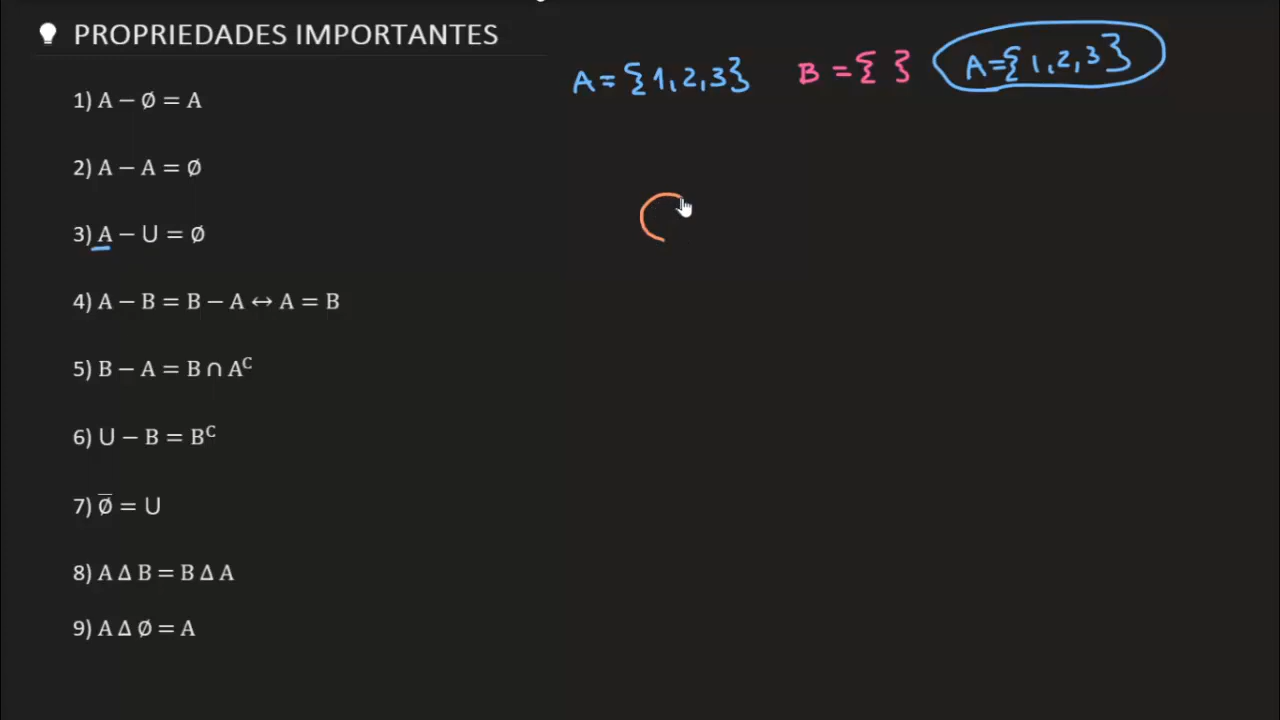 PROPRIEDADES IMPORTANTES
A = {1, 2, 3} B = { } A = {1, 2, 3}
1) A − Ø = A
2) A − A = Ø
3) A − U = Ø
4) A − B = B − A ↔ A = B
5) B − A = B ∩ Aᶜ
6) U − B = Bᶜ
7) Ø̅ = U
8) A Δ B = B Δ A
9) A Δ Ø = A